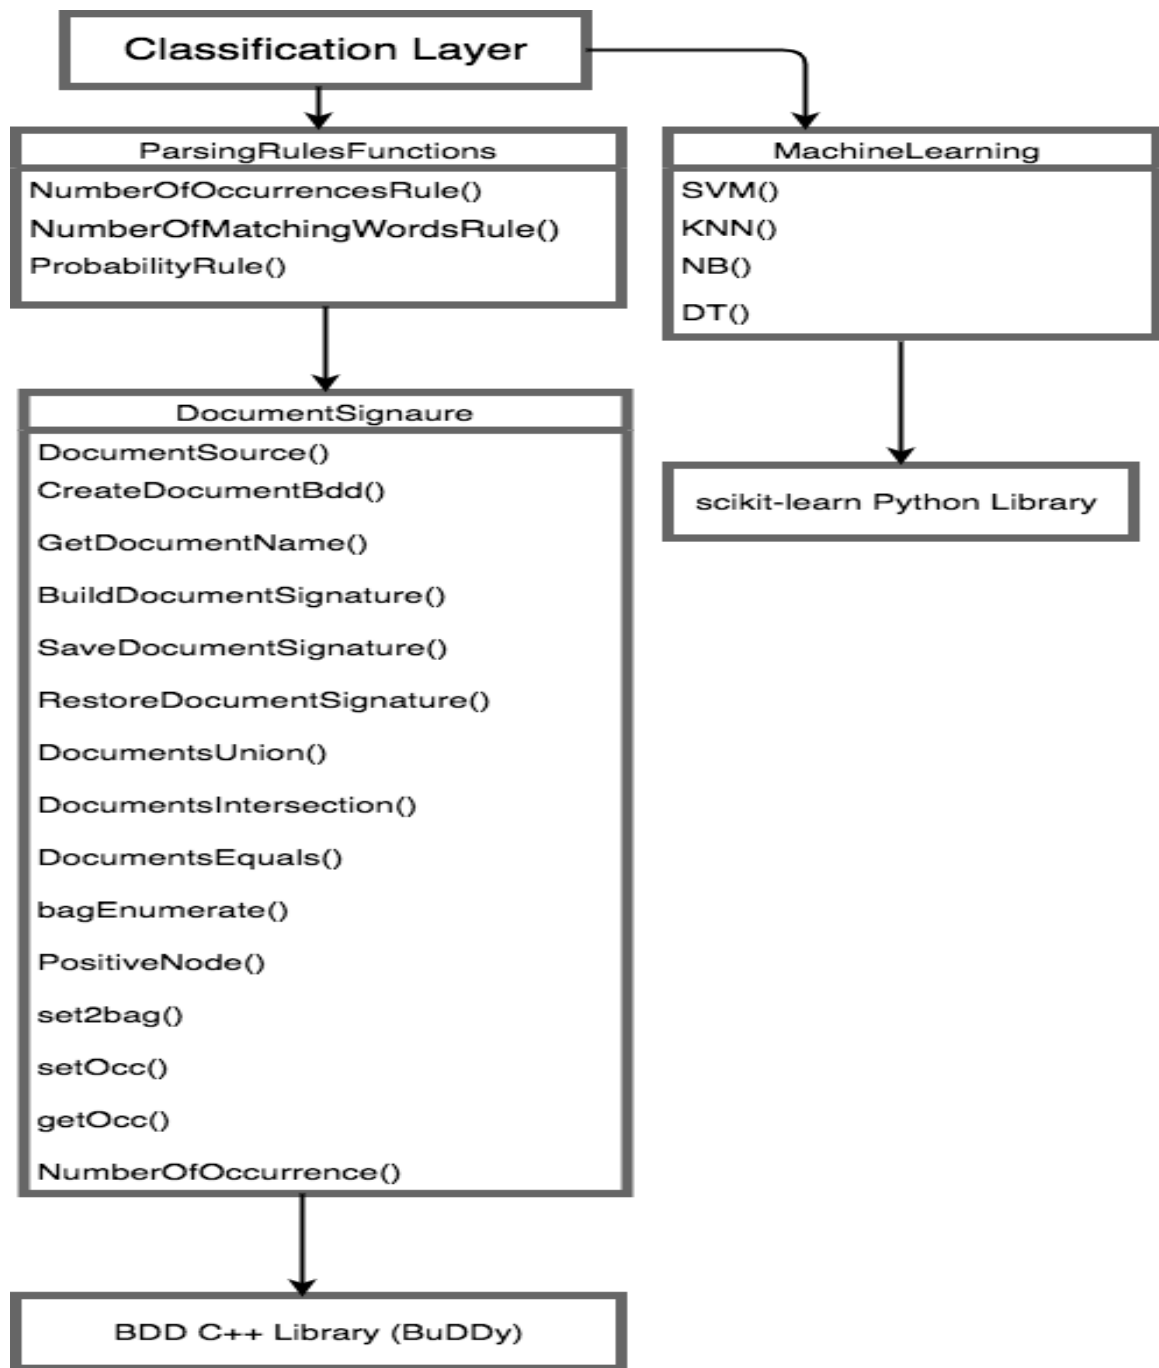 Classification Layer
ParsingRulesFunctions
NumberOfOccurrencesRule()
NumberOfMatchingWordsRule()
ProbabilityRule()
MachineLearning
SVM()
KNN()
NB()
DT()
scikit-learn Python Library
DocumentSignaure
DocumentSource()
CreateDocumentBdd()
GetDocumentName()
BuildDocumentSignature()
SaveDocumentSignature()
RestoreDocumentSignature()
DocumentsUnion()
DocumentsIntersection()
DocumentsEquals()
bagEnumerate()
PositiveNode()
set2bag()
setOcc()
getOcc()
NumberOfOccurrence()
BDD C++ Library (BuDDy)